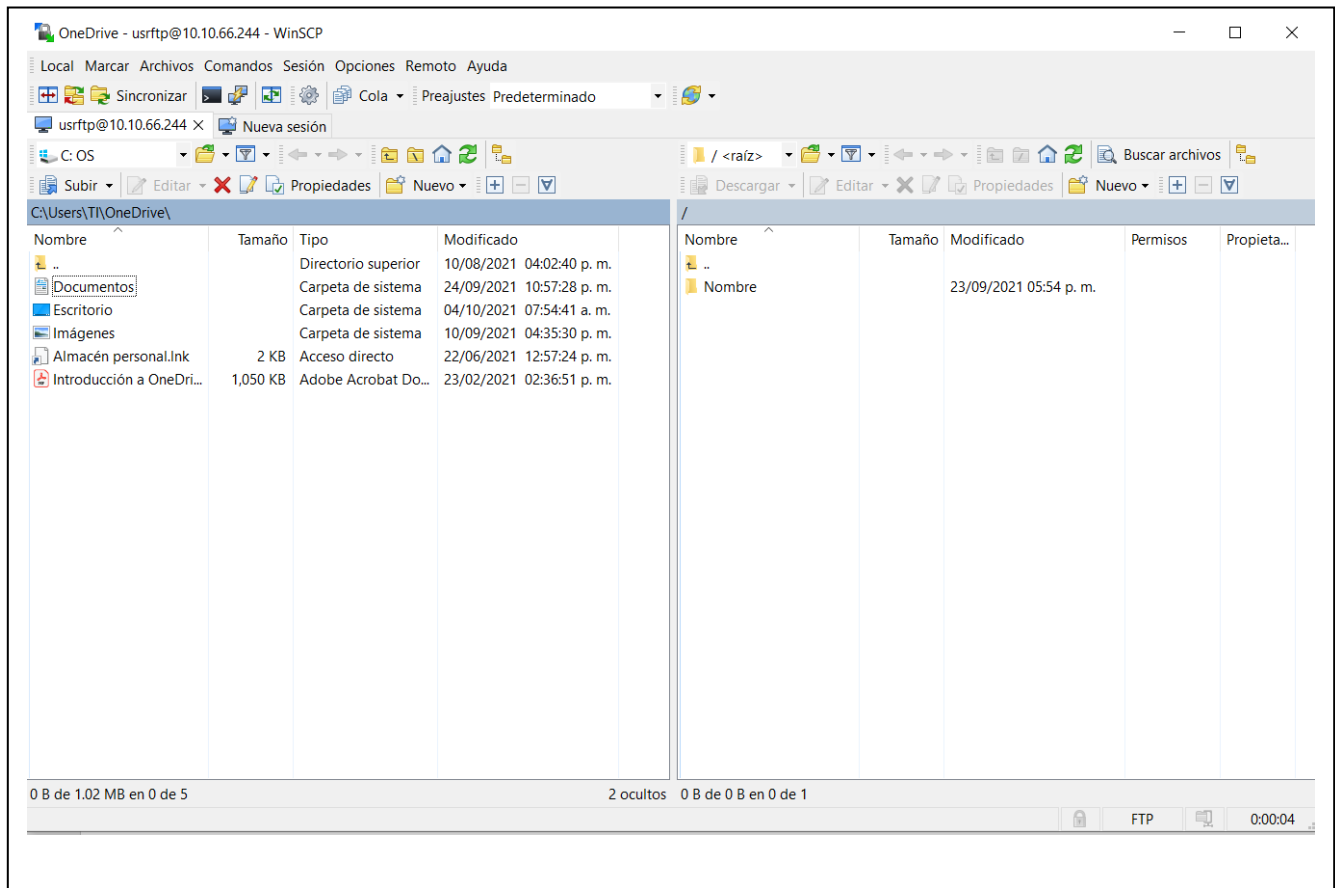 OneDrive - usrftp@10.10.66.244 - WinSCP
Local Marcar Archivos Comandos Sesión Opciones Remoto Ayuda
Sincronizar Cola Preajustes Predeterminado
usrftp@10.10.66.244 Nueva sesión
C: OS / <raíz> Buscar archivos
Subir Editar Propiedades Nuevo Descargar Editar Propiedades Nuevo
C:\Users\TI\OneDrive\ /
Nombre Tamaño Tipo Modificado Nombre Tamaño Modificado Permisos Propieta...
.. Directorio superior 10/08/2021 04:02:40 p. m. ..
Documentos Carpeta de sistema 24/09/2021 10:57:28 p. m. Nombre 23/09/2021 05:54 p. m.
Escritorio Carpeta de sistema 04/10/2021 07:54:41 a. m.
Imágenes Carpeta de sistema 10/09/2021 04:35:30 p. m.
Almacén personal.lnk 2 KB Acceso directo 22/06/2021 12:57:24 p. m.
Introducción a OneDri... 1,050 KB Adobe Acrobat Do... 23/02/2021 02:36:51 p. m.
0 B de 1.02 MB en 0 de 5 2 ocultos 0 B de 0 B en 0 de 1
FTP 0:00:04